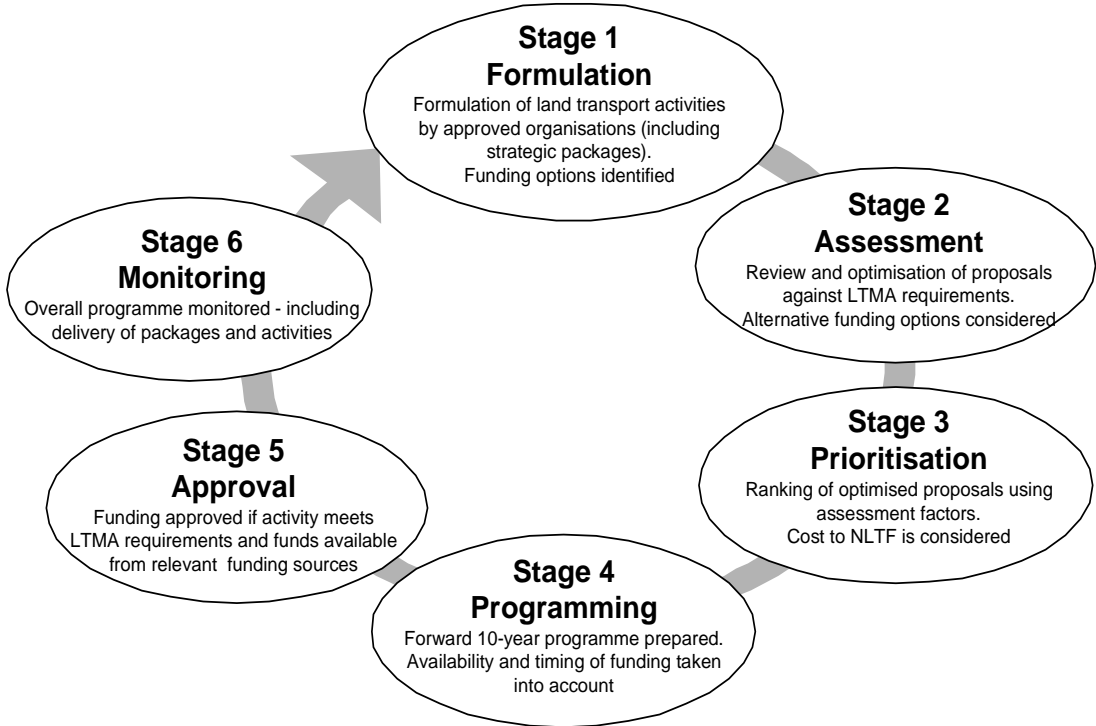 Stage 1
Formulation
Formulation of land transport activities
by approved organisations (including
strategic packages).
Funding options identified
Stage 2
Assessment
Review and optimisation of proposals
against LTMA requirements.
Alternative funding options considered
Stage 3
Prioritisation
Ranking of optimised proposals using
assessment factors.
Cost to NLTF is considered
Stage 4
Programming
Forward 10-year programme prepared.
Availability and timing of funding taken
into account
Stage 5
Approval
Funding approved if activity meets
LTMA requirements and funds available
from relevant funding sources
Stage 6
Monitoring
Overall programme monitored - including
delivery of packages and activities